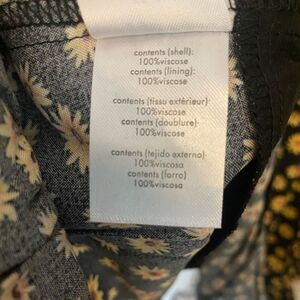 contents (shell):
100%viscose
contents (lining):
100%viscose
contents (tissu extérieur):
100%viscose
contents (doublure)
100%viscose
contents (tejido externo)
100%viscosa
contents (forro)
100%viscosa